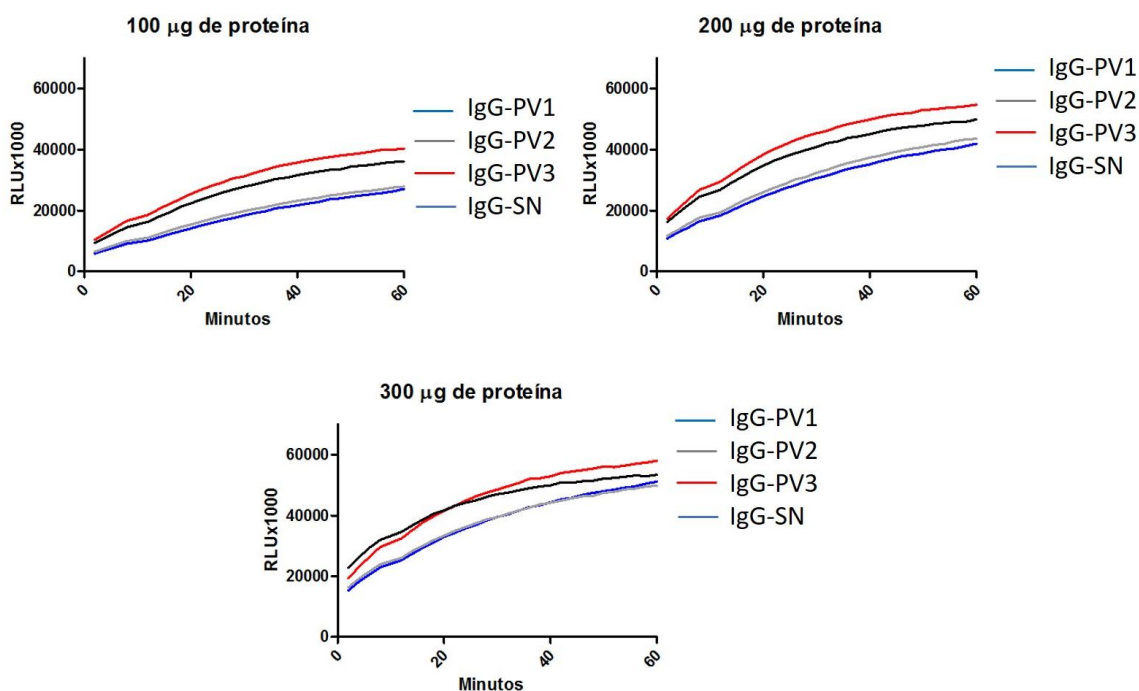 100 µg de proteína
60000
40000
20000
0
RLUx1000
0 20 40 60
Minutos
IgG-PV1
IgG-PV2
IgG-PV3
IgG-SN
200 µg de proteína
60000
40000
20000
0
RLUx1000
0 20 40 60
Minutos
IgG-PV1
IgG-PV2
IgG-PV3
IgG-SN
300 µg de proteína
60000
40000
20000
0
RLUx1000
0 20 40 60
Minutos
IgG-PV1
IgG-PV2
IgG-PV3
IgG-SN